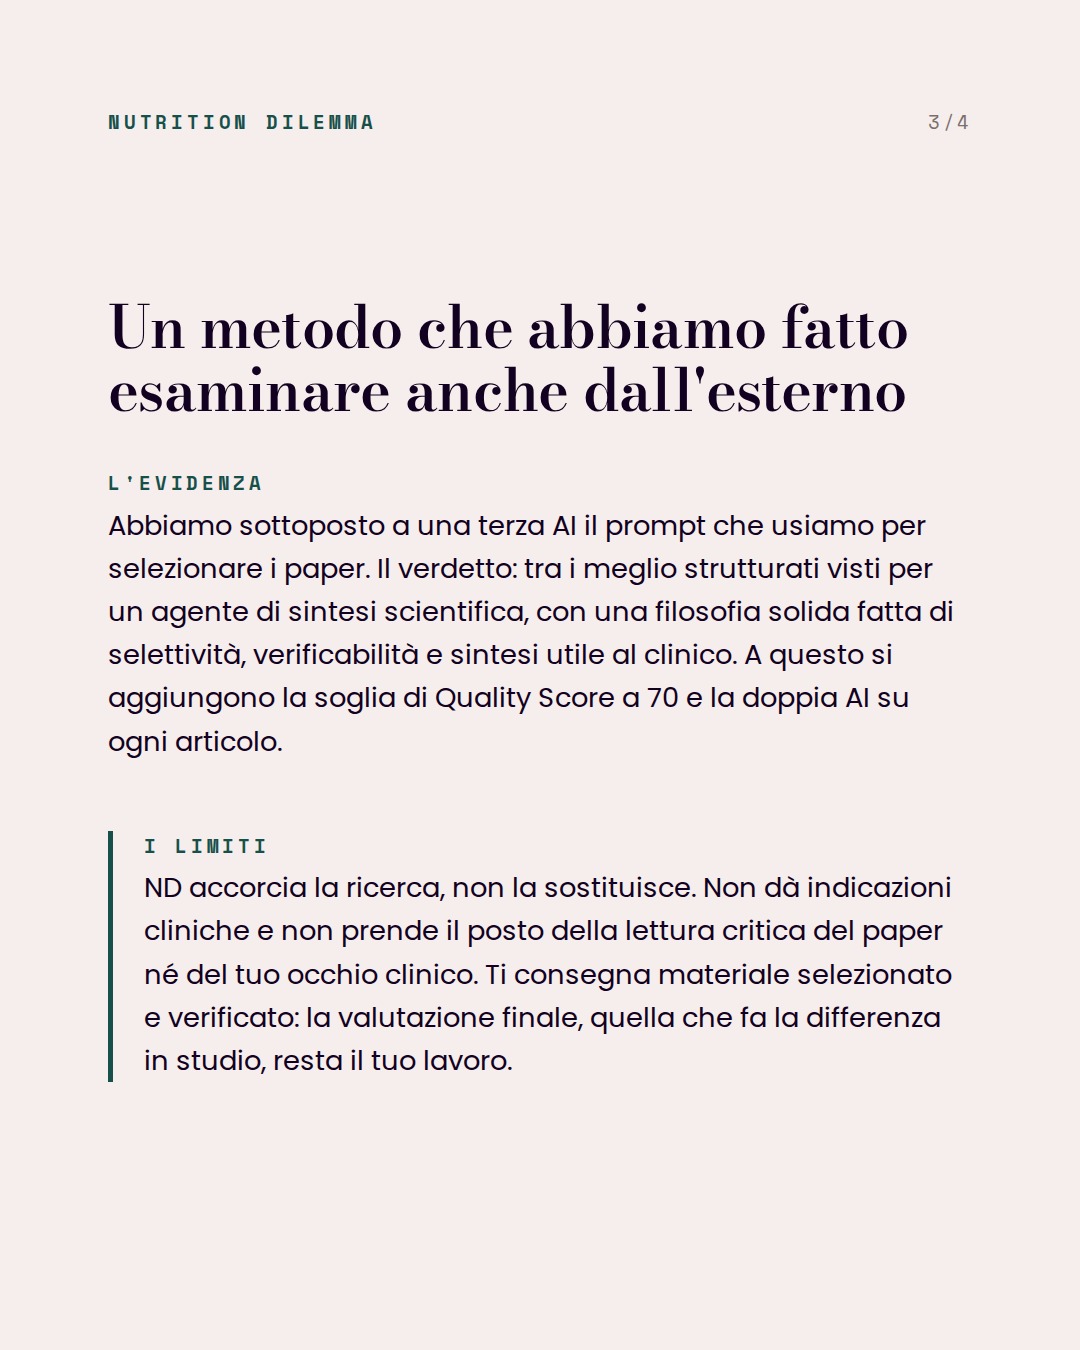 NUTRITION DILEMMA
3/4
Un metodo che abbiamo fatto
esaminare anche dall'esterno
L'EVIDENZA
Abbiamo sottoposto a una terza AI il prompt che usiamo per
selezionare i paper. Il verdetto: tra i meglio strutturati visti per
un agente di sintesi scientifica, con una filosofia solida fatta di
selettività, verificabilità e sintesi utile al clinico. A questo si
aggiungono la soglia di Quality Score a 70 e la doppia AI su
ogni articolo.
I LIMITI
ND accorcia la ricerca, non la sostituisce. Non dà indicazioni
cliniche e non prende il posto della lettura critica del paper
né del tuo occhio clinico. Ti consegna materiale selezionato
e verificato: la valutazione finale, quella che fa la differenza
in studio, resta il tuo lavoro.